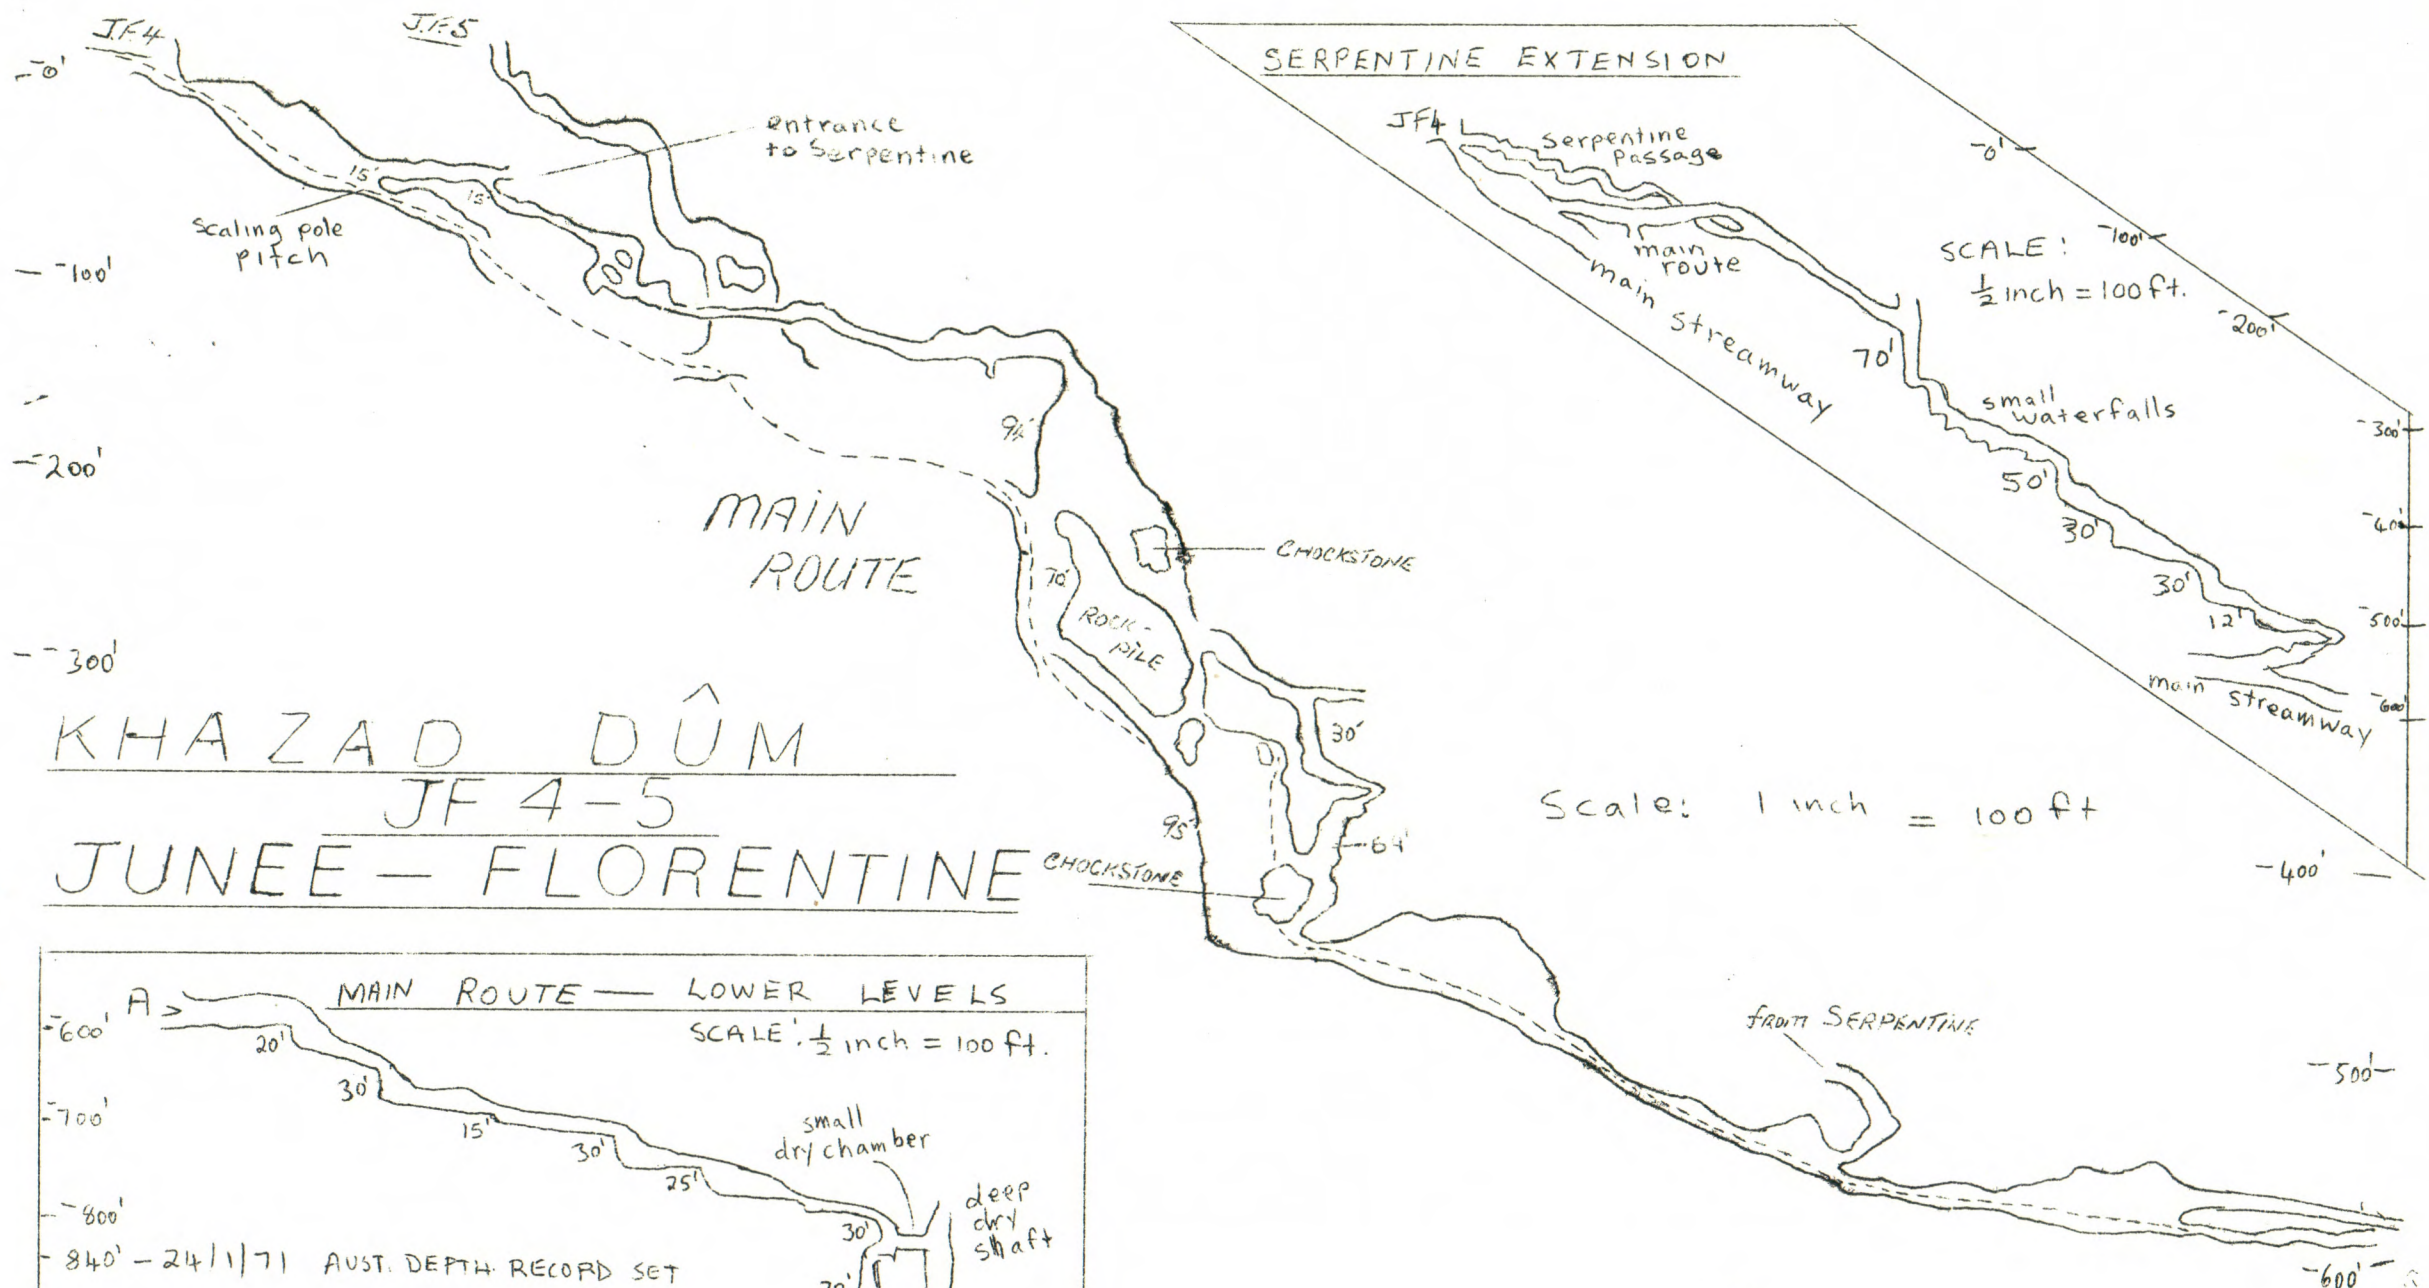 J.F.4
J.F.5
-0'
entrance
to Serpentine
15'
15'
Scaling pole
pitch
-100'
-200'
-300'
MAIN
ROUTE
94'
70'
CHOCKSTONE
ROCK-
PILE
30'
95'
64'
CHOCKSTONE
KHAZAD DÛM
JF 4-5
JUNEE — FLORENTINE
Scale: 1 inch = 100 ft
-400'
from SERPENTINE
-500'
-600'
SERPENTINE EXTENSION
JF4
Serpentine
passage
main
route
main streamway
SCALE:
½ inch = 100 ft.
-0'
-100'
-200'
-300'
-400'
-500'
-600'
70'
small
waterfalls
50'
30'
30'
12'
main streamway
MAIN ROUTE — LOWER LEVELS
SCALE: ½ inch = 100 ft.
A >
-600'
20'
30'
-700'
15'
30'
25'
small
dry chamber
deep
dry
shaft
-800'
30'
-840' - 24/1/71 AUST. DEPTH RECORD SET